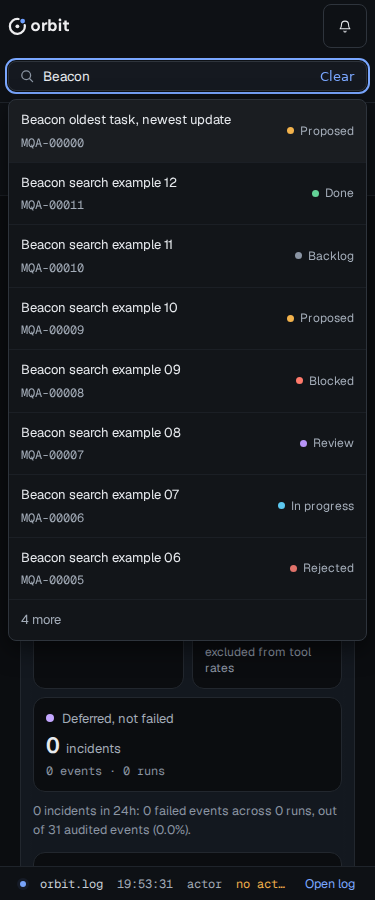 orbit
Beacon Clear
Beacon oldest task, newest update
MQA-00000
Proposed
Beacon search example 12
MQA-00011
Done
Beacon search example 11
MQA-00010
Backlog
Beacon search example 10
MQA-00009
Proposed
Beacon search example 09
MQA-00008
Blocked
Beacon search example 08
MQA-00007
Review
Beacon search example 07
MQA-00006
In progress
Beacon search example 06
MQA-00005
Rejected
4 more
excluded from tool
rates
Deferred, not failed
0 incidents
0 events · 0 runs
0 incidents in 24h: 0 failed events across 0 runs, out
of 31 audited events (0.0%).
orbit.log 19:53:31 actor no act… Open log